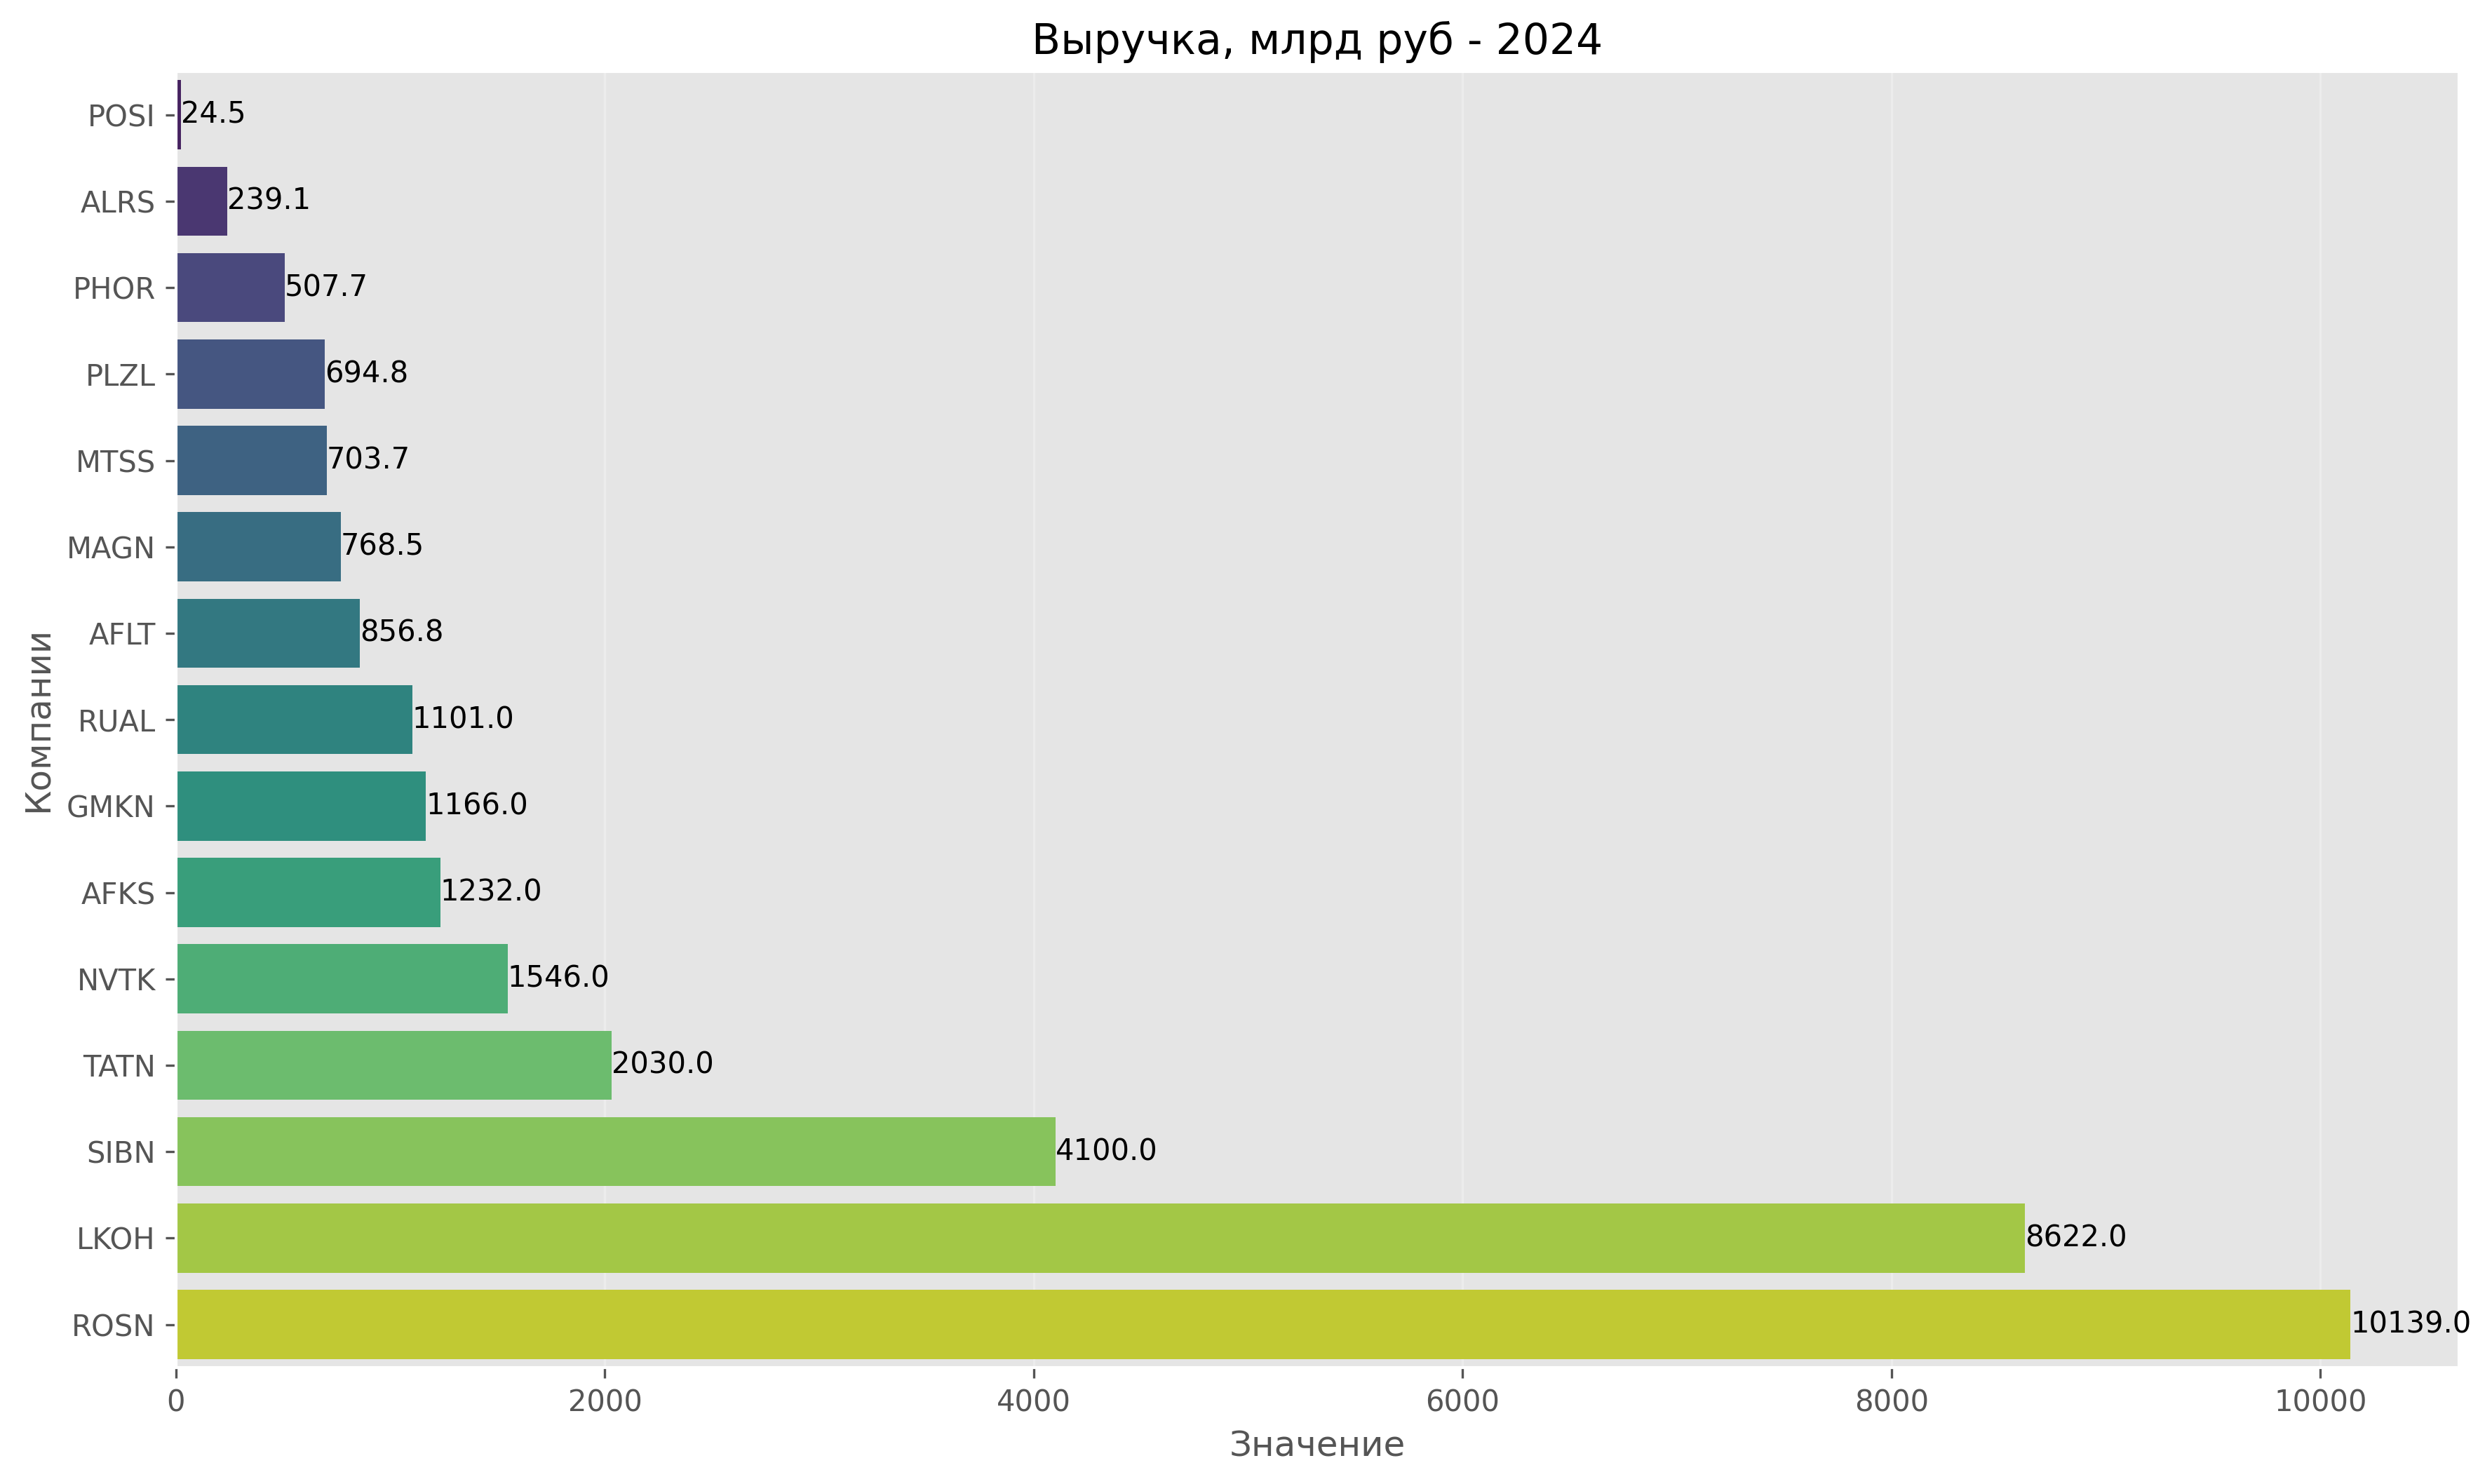 Выручка, млрд руб - 2024
POSI 24.5
ALRS 239.1
PHOR 507.7
PLZL 694.8
MTSS 703.7
MAGN 768.5
AFLT 856.8
RUAL 1101.0
GMKN 1166.0
AFKS 1232.0
NVTK 1546.0
TATN 2030.0
SIBN 4100.0
LKOH 8622.0
ROSN 10139.0
Компании
0 2000 4000 6000 8000 10000
Значение